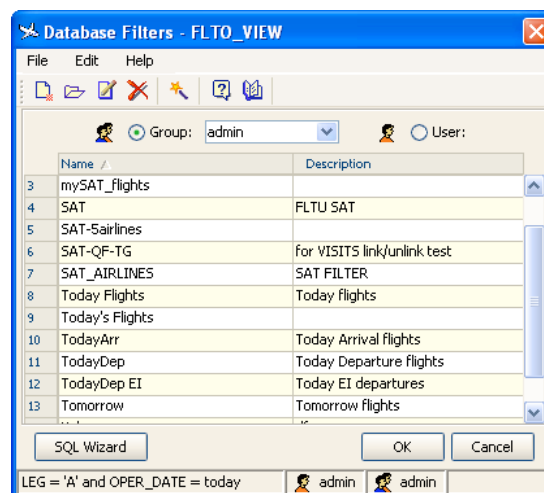 Database Filters - FLTO_VIEW
File Edit Help
Group: admin User:
Name Description
3 mySAT_flights
4 SAT FLTU SAT
5 SAT-5airlines
6 SAT-QF-TG for VISITS link/unlink test
7 SAT_AIRLINES SAT FILTER
8 Today Flights Today flights
9 Today's Flights
10 TodayArr Today Arrival flights
11 TodayDep Today Departure flights
12 TodayDep EI Today EI departures
13 Tomorrow Tomorrow flights
SQL Wizard OK Cancel
LEG = 'A' and OPER_DATE = today admin admin